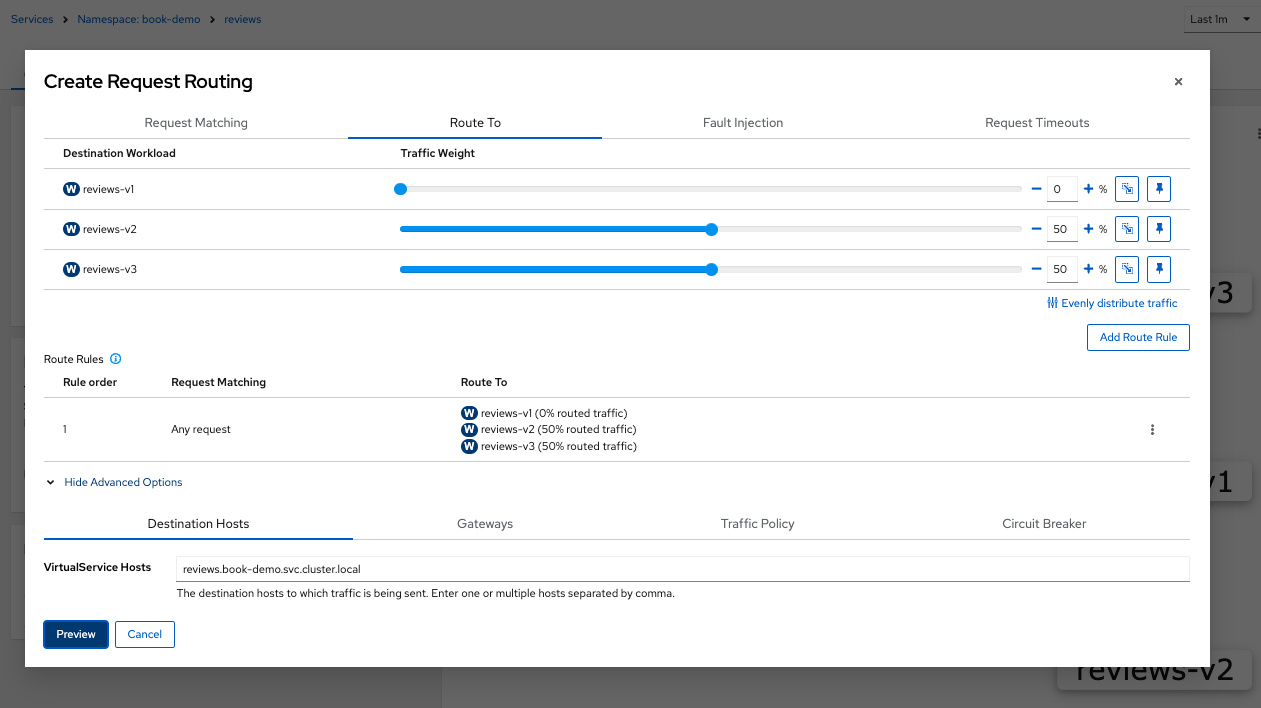 Services > Namespace: book-demo > reviews
Last 1m
Create Request Routing
Request Matching Route To Fault Injection Request Timeouts
Destination Workload Traffic Weight
W reviews-v1 0 %
W reviews-v2 50 %
W reviews-v3 50 %
Evenly distribute traffic
v3
Add Route Rule
Route Rules
Rule order Request Matching Route To
W reviews-v1 (0% routed traffic)
1 Any request W reviews-v2 (50% routed traffic)
W reviews-v3 (50% routed traffic)
Hide Advanced Options
v1
Destination Hosts Gateways Traffic Policy Circuit Breaker
VirtualService Hosts reviews.book-demo.svc.cluster.local
The destination hosts to which traffic is being sent. Enter one or multiple hosts separated by comma.
Preview Cancel
reviews-v2